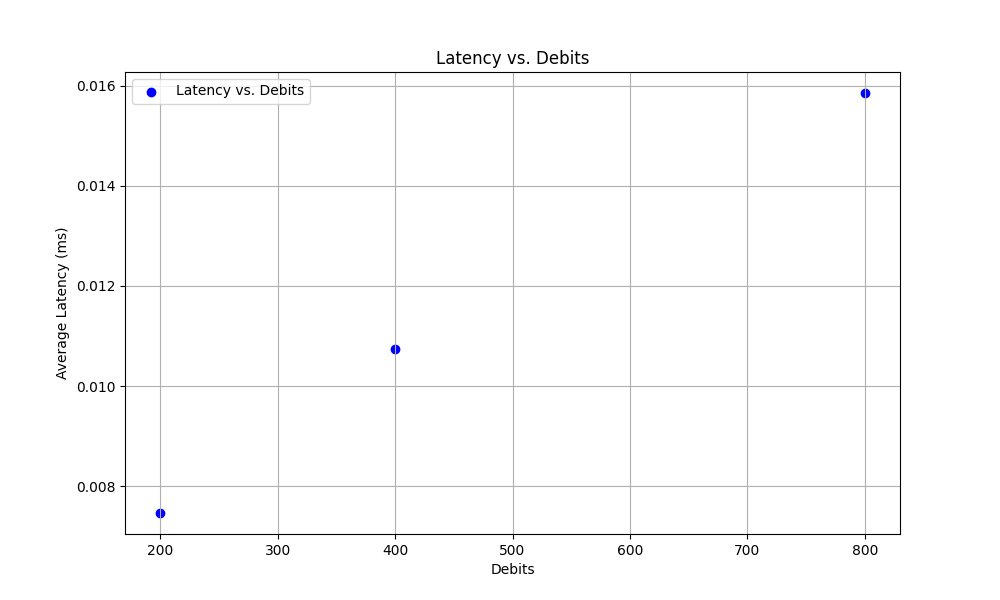 Latency vs. Debits
Latency vs. Debits
Average Latency (ms)
0.016
0.014
0.012
0.010
0.008
200 300 400 500 600 700 800
Debits